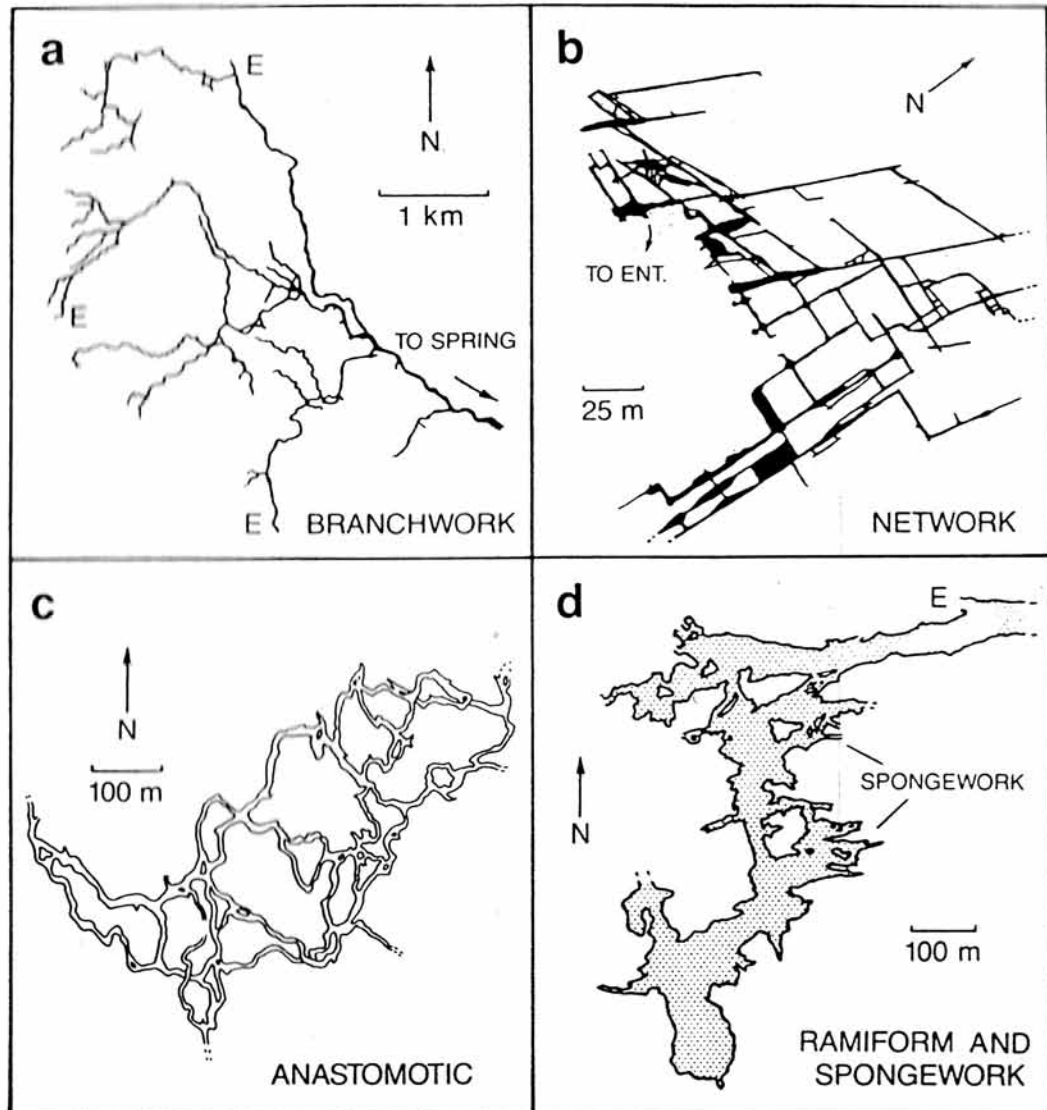 a
E
N
1 km
E
TO SPRING
E
BRANCHWORK
b
N
TO ENT.
25 m
NETWORK
c
N
100 m
ANASTOMOTIC
d
E
SPONGEWORK
N
100 m
RAMIFORM AND
SPONGEWORK